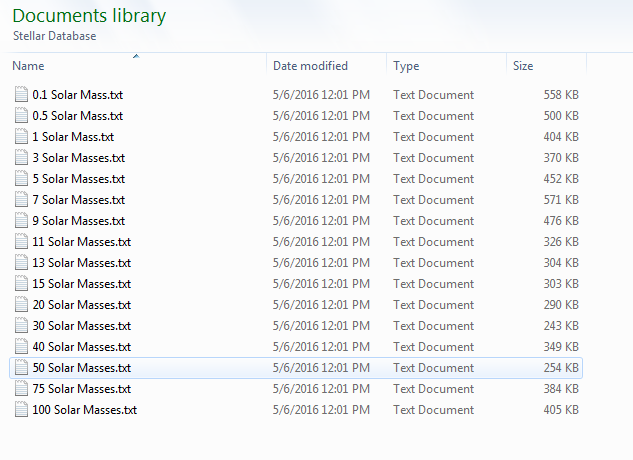 Documents library
Stellar Database
Name Date modified Type Size
0.1 Solar Mass.txt 5/6/2016 12:01 PM Text Document 558 KB
0.5 Solar Mass.txt 5/6/2016 12:01 PM Text Document 500 KB
1 Solar Mass.txt 5/6/2016 12:01 PM Text Document 404 KB
3 Solar Masses.txt 5/6/2016 12:01 PM Text Document 370 KB
5 Solar Masses.txt 5/6/2016 12:01 PM Text Document 452 KB
7 Solar Masses.txt 5/6/2016 12:01 PM Text Document 571 KB
9 Solar Masses.txt 5/6/2016 12:01 PM Text Document 476 KB
11 Solar Masses.txt 5/6/2016 12:01 PM Text Document 326 KB
13 Solar Masses.txt 5/6/2016 12:01 PM Text Document 304 KB
15 Solar Masses.txt 5/6/2016 12:01 PM Text Document 303 KB
20 Solar Masses.txt 5/6/2016 12:01 PM Text Document 290 KB
30 Solar Masses.txt 5/6/2016 12:01 PM Text Document 243 KB
40 Solar Masses.txt 5/6/2016 12:01 PM Text Document 349 KB
50 Solar Masses.txt 5/6/2016 12:01 PM Text Document 254 KB
75 Solar Masses.txt 5/6/2016 12:01 PM Text Document 384 KB
100 Solar Masses.txt 5/6/2016 12:01 PM Text Document 405 KB